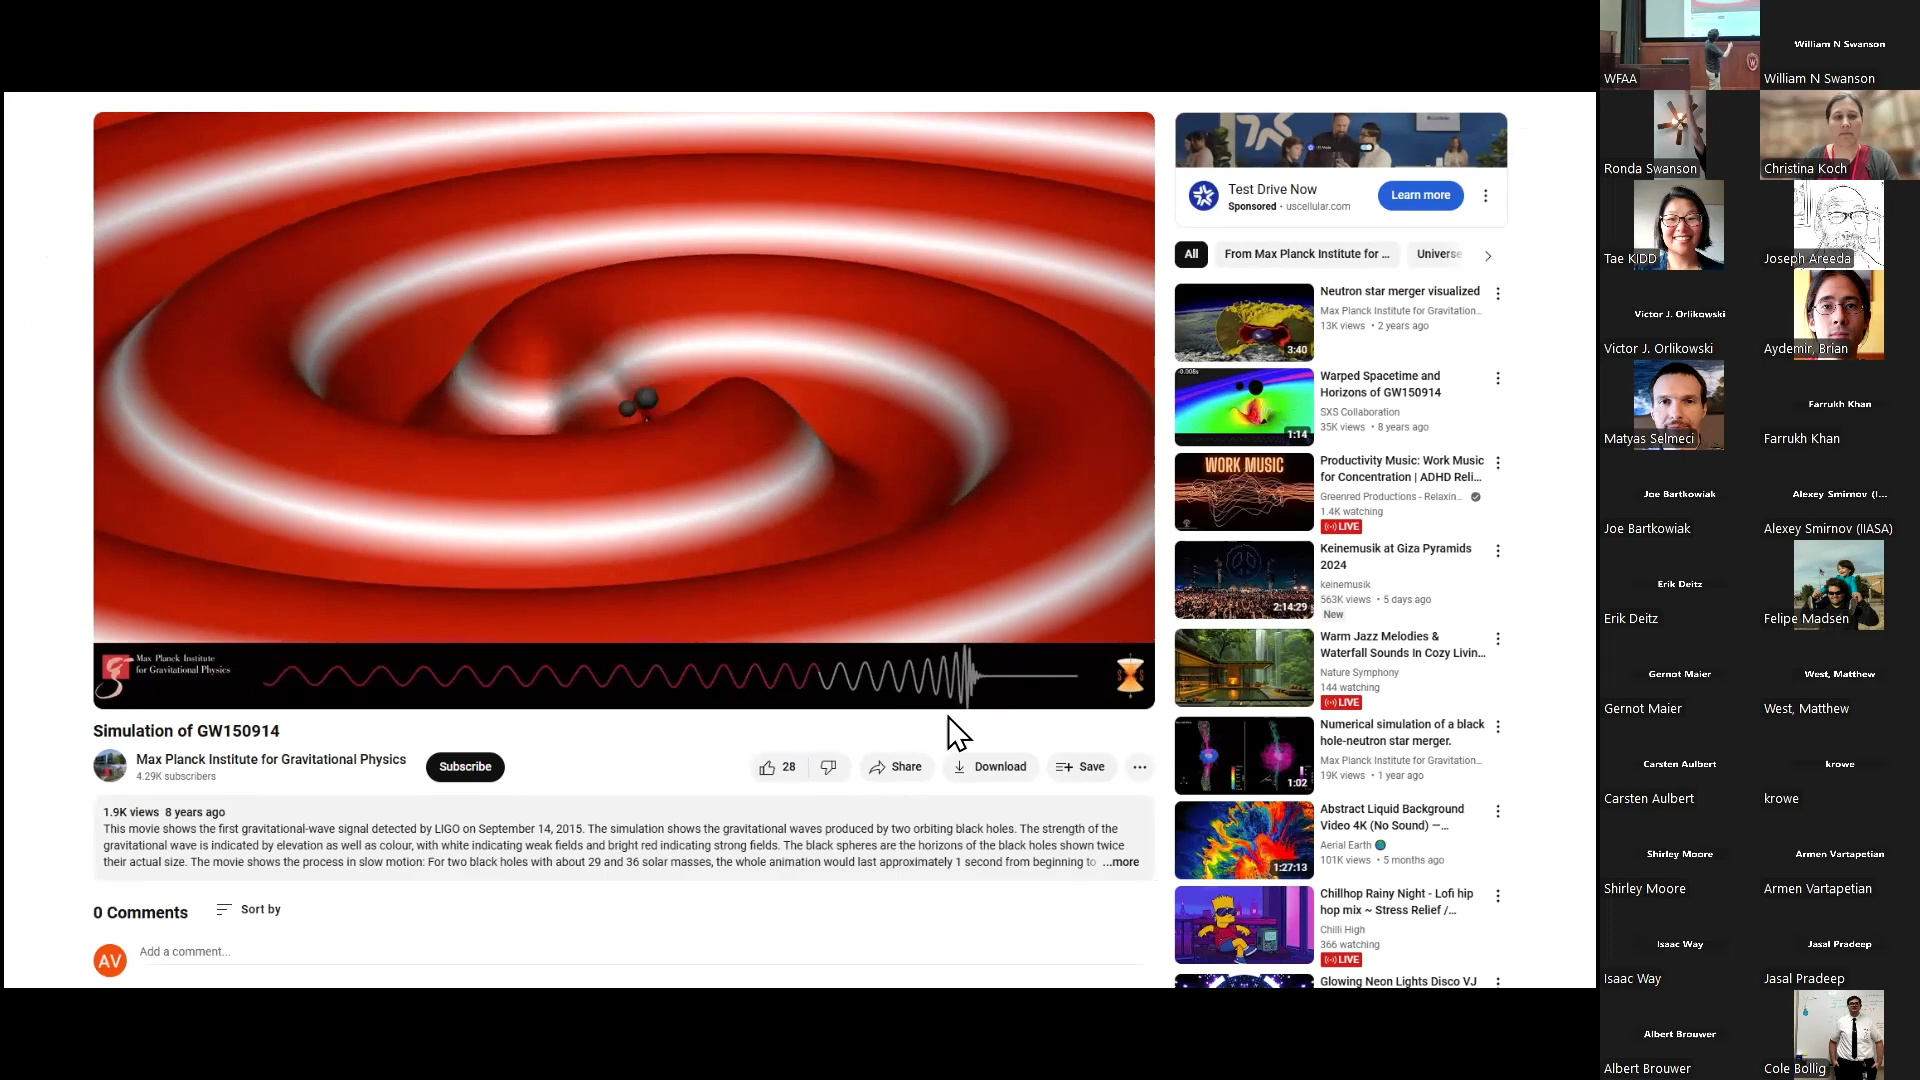 Max Planck Institute
for Gravitational Physics
Simulation of GW150914
Max Planck Institute for Gravitational Physics
4.29K subscribers
Subscribe
28
Share
Download
Save
1.9K views 8 years ago
This movie shows the first gravitational-wave signal detected by LIGO on September 14, 2015. The simulation shows the gravitational waves produced by two orbiting black holes. The strength of the
gravitational wave is indicated by elevation as well as colour, with white indicating weak fields and bright red indicating strong fields. The black spheres are the horizons of the black holes shown twice
their actual size. The movie shows the process in slow motion: For two black holes with about 29 and 36 solar masses, the whole animation would last approximately 1 second from beginning to ...more
0 Comments
Sort by
AV
Add a comment...
Test Drive Now
Sponsored • uscellular.com
Learn more
All
From Max Planck Institute for ...
Universe
3:40
Neutron star merger visualized
Max Planck Institute for Gravitation...
13K views • 2 years ago
-0.008s
1:14
Warped Spacetime and
Horizons of GW150914
SXS Collaboration
35K views • 8 years ago
WORK MUSIC
Productivity Music: Work Music
for Concentration | ADHD Reli...
Greenred Productions - Relaxin...
1.4K watching
LIVE
2:14:29
Keinemusik at Giza Pyramids
2024
keinemusik
563K views • 5 days ago
New
Warm Jazz Melodies &
Waterfall Sounds In Cozy Livin...
Nature Symphony
144 watching
LIVE
1:02
Numerical simulation of a black
hole-neutron star merger.
Max Planck Institute for Gravitation...
19K views • 1 year ago
1:27:13
Abstract Liquid Background
Video 4K (No Sound) —...
Aerial Earth
101K views • 5 months ago
Chillhop Rainy Night - Lofi hip
hop mix ~ Stress Relief /...
Chilli High
366 watching
LIVE
Glowing Neon Lights Disco VJ
WFAA
William N Swanson
William N Swanson
Ronda Swanson
Christina Koch
Tae KIDD
Joseph Areeda
Victor J. Orlikowski
Victor J. Orlikowski
Aydemir, Brian
Matyas Selmeci
Farrukh Khan
Farrukh Khan
Joe Bartkowiak
Joe Bartkowiak
Alexey Smirnov (I...
Alexey Smirnov (IIASA)
Erik Deitz
Erik Deitz
Felipe Madsen
Gernot Maier
Gernot Maier
West, Matthew
West, Matthew
Carsten Aulbert
Carsten Aulbert
krowe
krowe
Shirley Moore
Shirley Moore
Armen Vartapetian
Armen Vartapetian
Isaac Way
Isaac Way
Jasal Pradeep
Jasal Pradeep
Albert Brouwer
Albert Brouwer
Cole Bollig